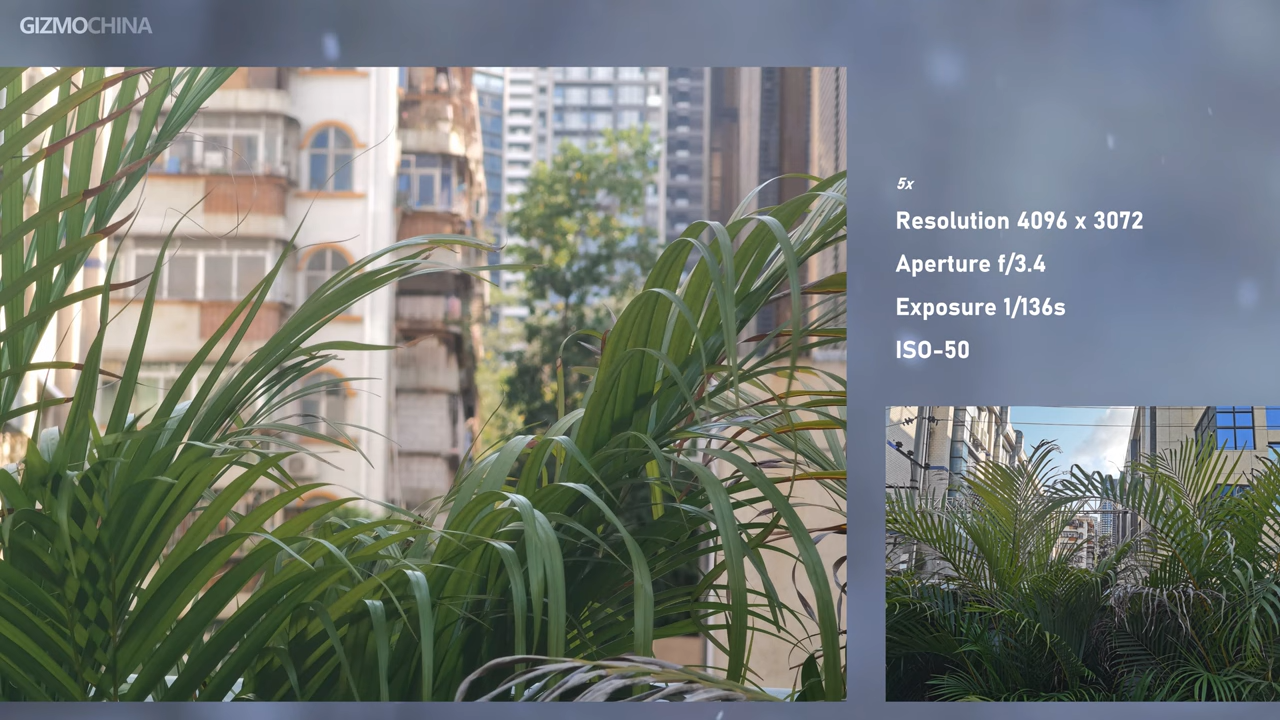 GIZMOCHINA
5x
Resolution 4096 x 3072
Aperture f/3.4
Exposure 1/136s
ISO-50